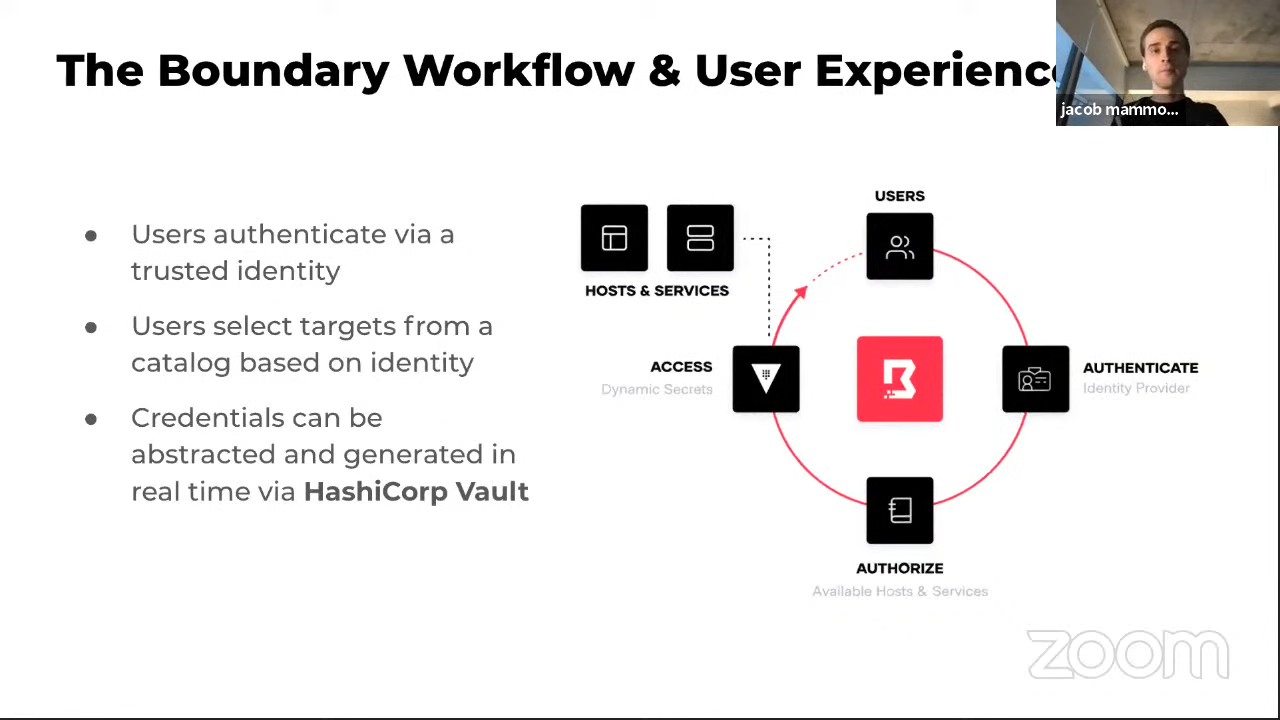 The Boundary Workflow & User Experience
jacob mammo...
● Users authenticate via a
trusted identity
● Users select targets from a
catalog based on identity
● Credentials can be
abstracted and generated in
real time via HashiCorp Vault
USERS
HOSTS & SERVICES
ACCESS
Dynamic Secrets
AUTHENTICATE
Identity Provider
AUTHORIZE
Available Hosts & Services
zoom